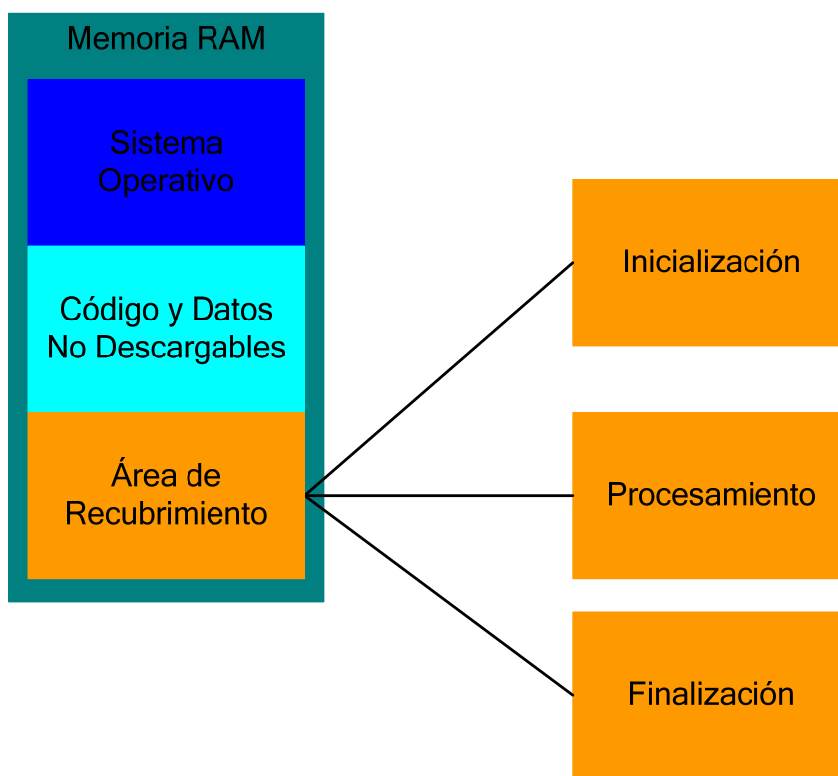 Memoria RAM
Sistema
Operativo
Código y Datos
No Descargables
Área de
Recubrimiento
Inicialización
Procesamiento
Finalización